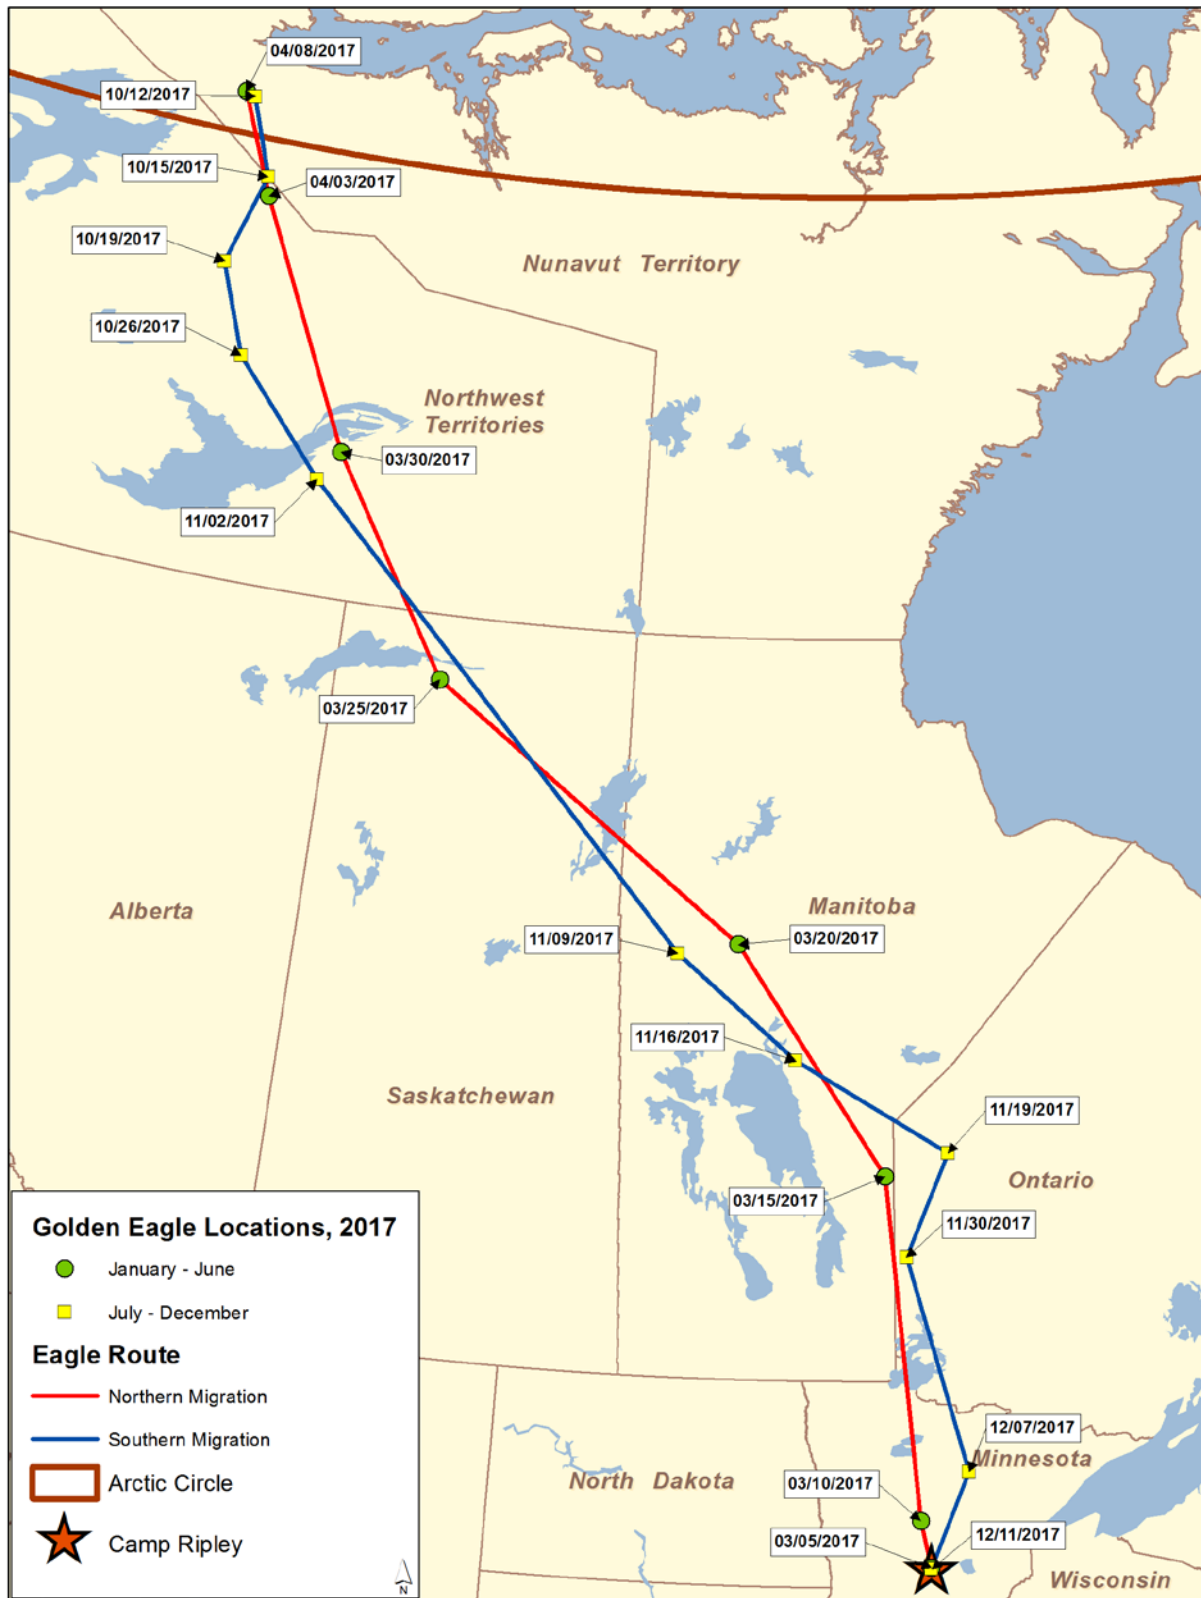 04/08/2017
10/12/2017
10/15/2017
04/03/2017
10/19/2017
Nunavut Territory
10/26/2017
Northwest
Territories
03/30/2017
11/02/2017
03/25/2017
Alberta
Manitoba
11/09/2017
03/20/2017
11/16/2017
Saskatchewan
11/19/2017
Ontario
03/15/2017
11/30/2017
Golden Eagle Locations, 2017
January - June
July - December
Eagle Route
Northern Migration
Southern Migration
Arctic Circle
Camp Ripley
N
12/07/2017
Minnesota
North Dakota
03/10/2017
03/05/2017
12/11/2017
Wisconsin